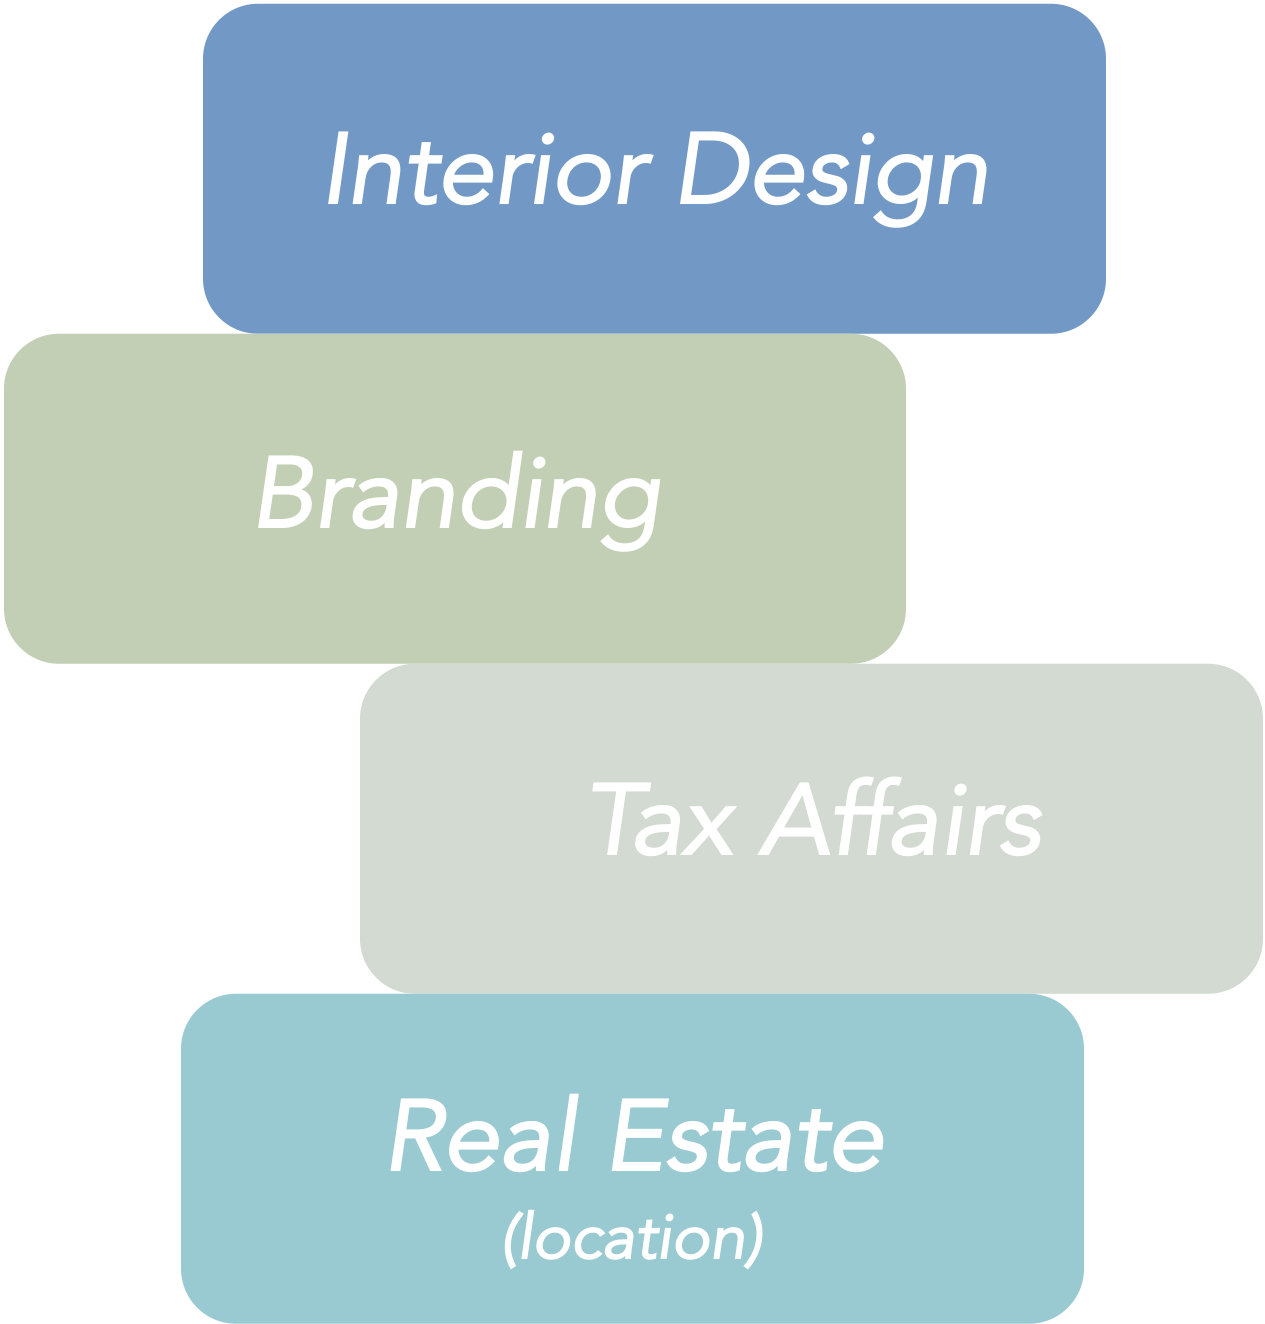 Interior Design
Branding
Tax Affairs
Real Estate
(location)